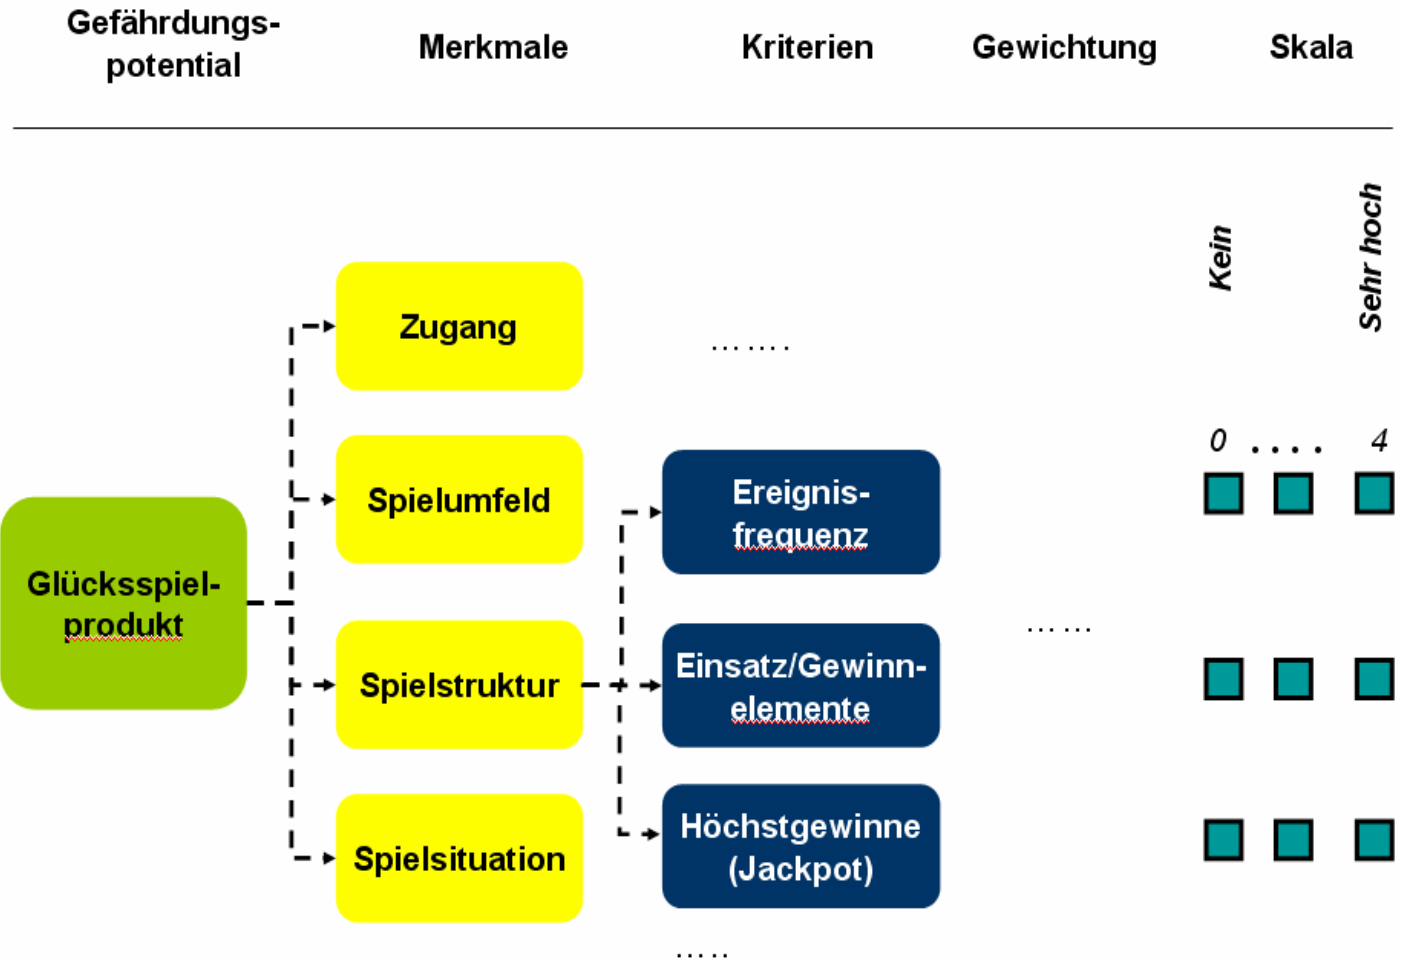 Gefährdungs-
potential
Merkmale
Kriterien
Gewichtung
Skala
Kein
Sehr hoch
Zugang
.......
0 .... 4
Spielumfeld
Ereignis-
frequenz
Glücksspiel-
produkt
Spielstruktur
Einsatz/Gewinn-
elemente
......
Spielsituation
Höchstgewinne
(Jackpot)
.....